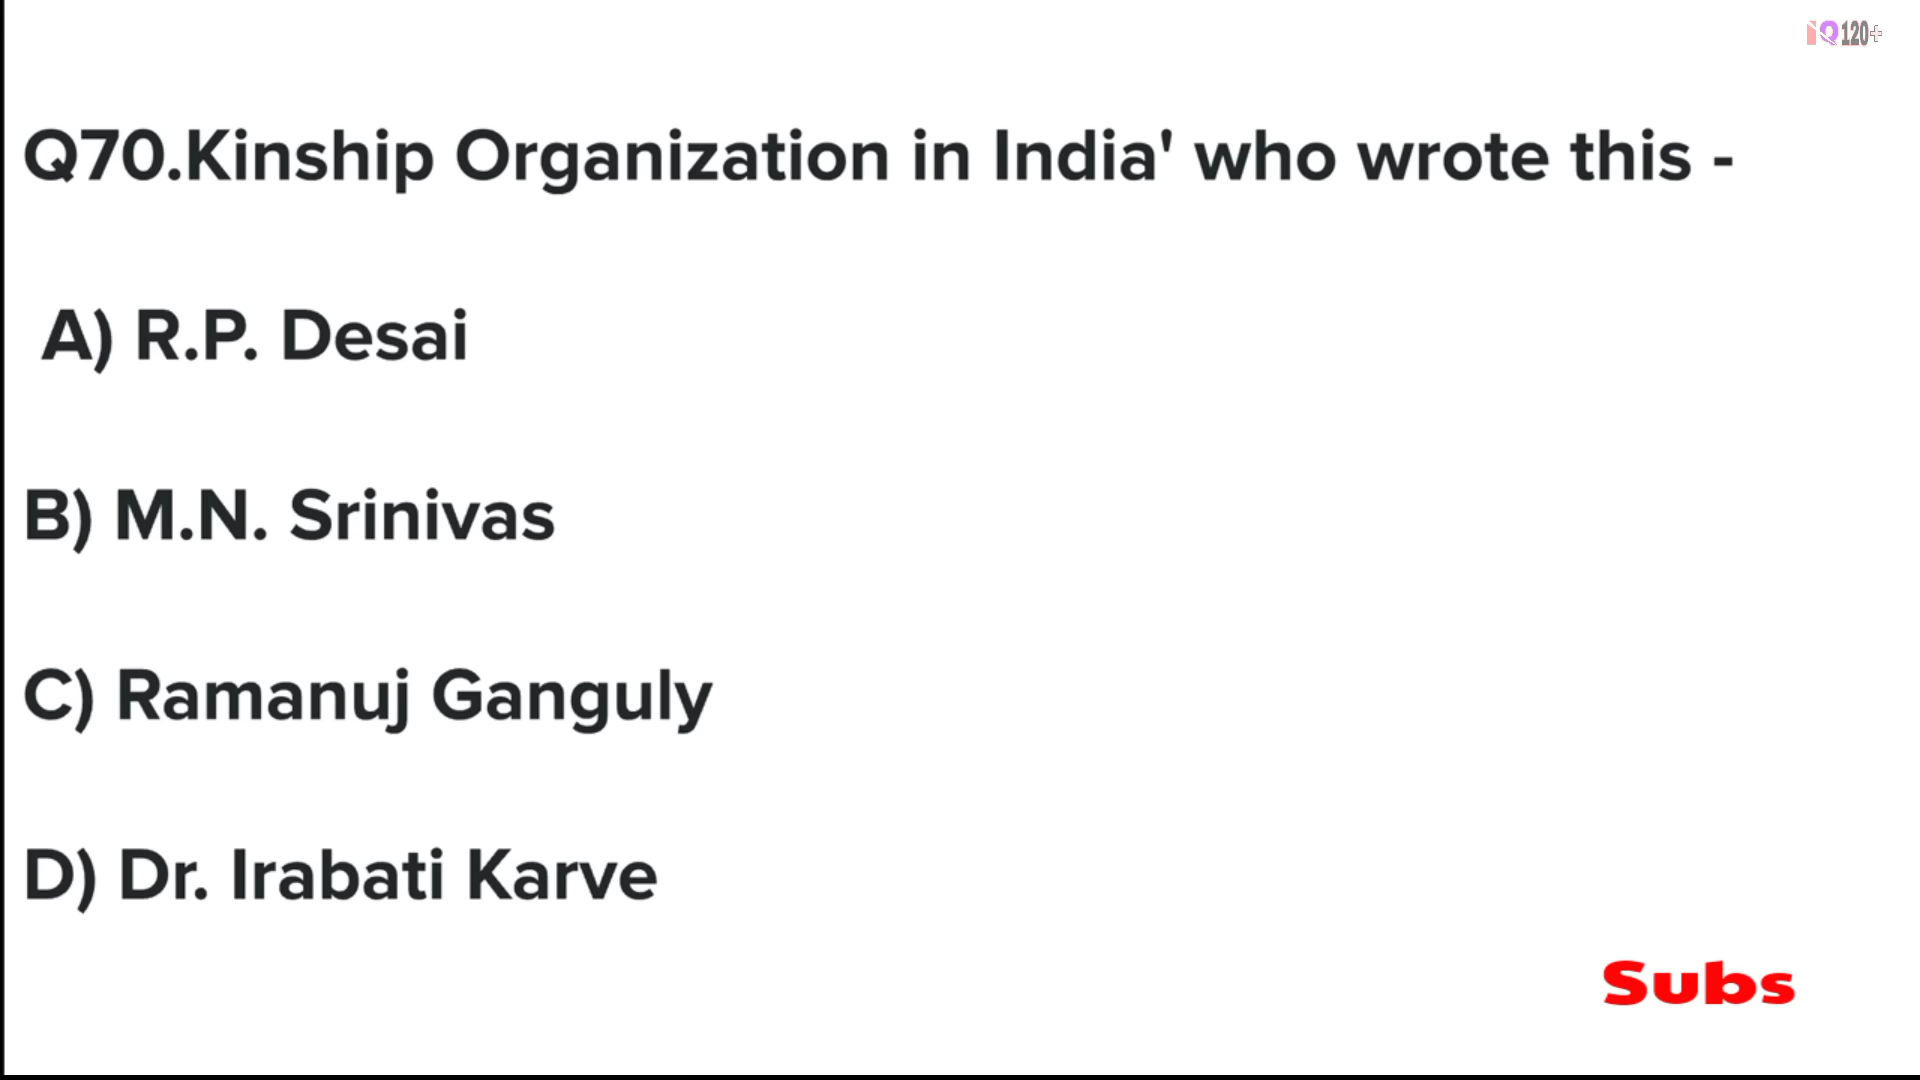 iQ120+
Q70.Kinship Organization in India' who wrote this -
A) R.P. Desai
B) M.N. Srinivas
C) Ramanuj Ganguly
D) Dr. Irabati Karve
Subs